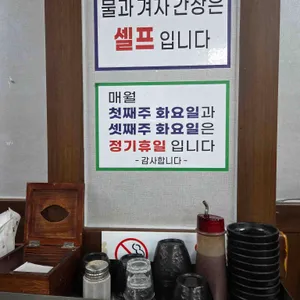 물과 겨자 간장은
셀프입니다
매월
첫째주 화요일과
셋째주 화요일은
정기휴일 입니다
- 감사합니다 -